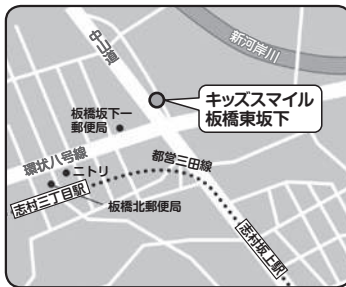 中山道
新河岸川
キッズスマイル
板橋東坂下
板橋坂下一
郵便局
環状八号線
都営三田線
ニトリ
志村三丁目駅
板橋北郵便局
志村坂上駅